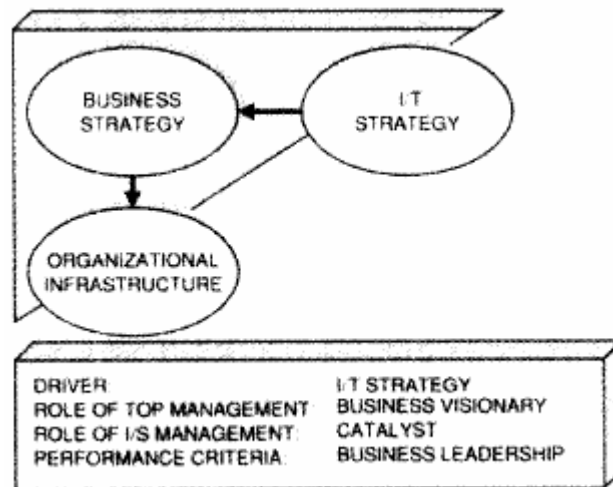 BUSINESS
STRATEGY
I/T
STRATEGY
ORGANIZATIONAL
INFRASTRUCTURE
DRIVER: I/T STRATEGY
ROLE OF TOP MANAGEMENT: BUSINESS VISIONARY
ROLE OF I/S MANAGEMENT: CATALYST
PERFORMANCE CRITERIA: BUSINESS LEADERSHIP